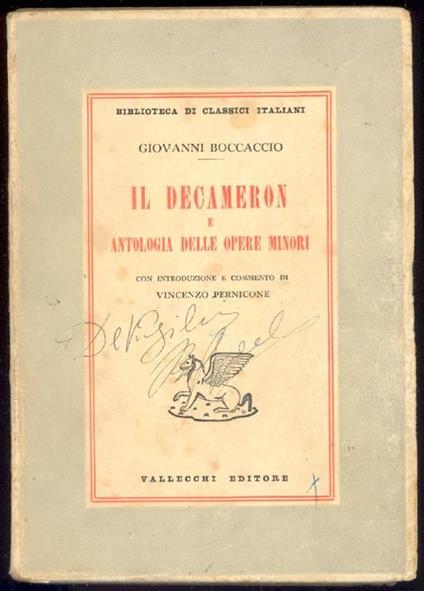 BIBLIOTECA DI CLASSICI ITALIANI
GIOVANNI BOCCACCIO
IL DECAMERON
E
ANTOLOGIA DELLE OPERE MINORI
CON INTRODUZIONE E COMMENTO DI
VINCENZO PERNICONE
VALLECCHI EDITORE